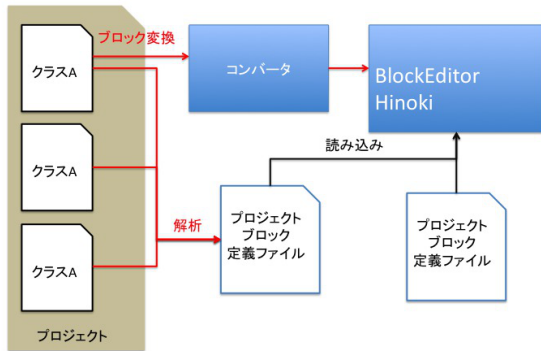 ブロック変換
クラスA
コンバータ
BlockEditor
Hinoki
読み込み
クラスA
解析
プロジェクト
ブロック
定義ファイル
プロジェクト
ブロック
定義ファイル
クラスA
プロジェクト